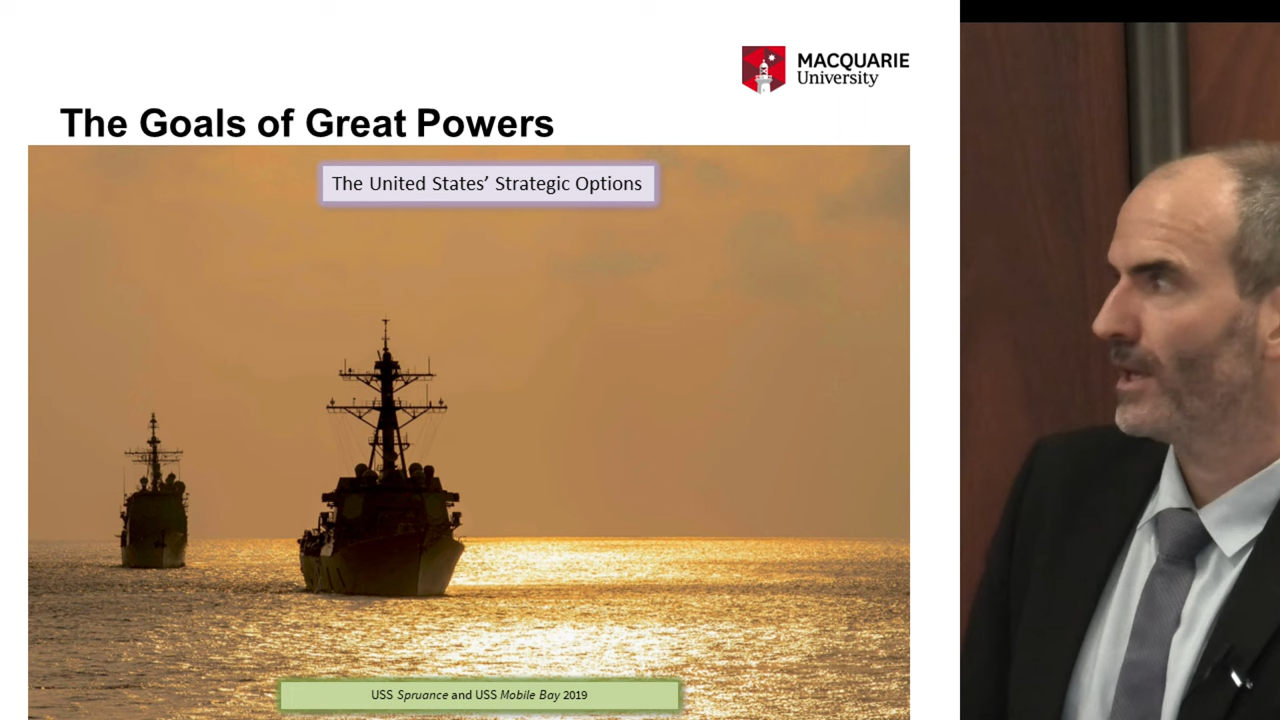 MACQUARIE
University
The Goals of Great Powers
The United States’ Strategic Options
USS Spruance and USS Mobile Bay 2019